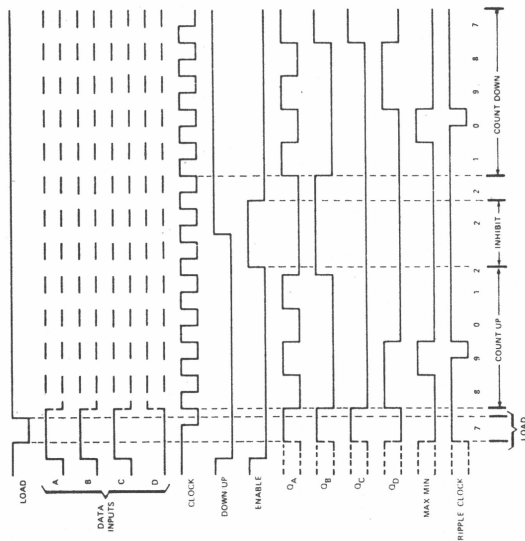 LOAD
A
B
DATA
INPUTS
C
D
CLOCK
DOWN UP
ENABLE
QA
QB
QC
QD
MAX MIN
RIPPLE CLOCK
7 8 9 0 1 2 2 2 1 0 9 8 7
COUNT UP INHIBIT COUNT DOWN
LOAD